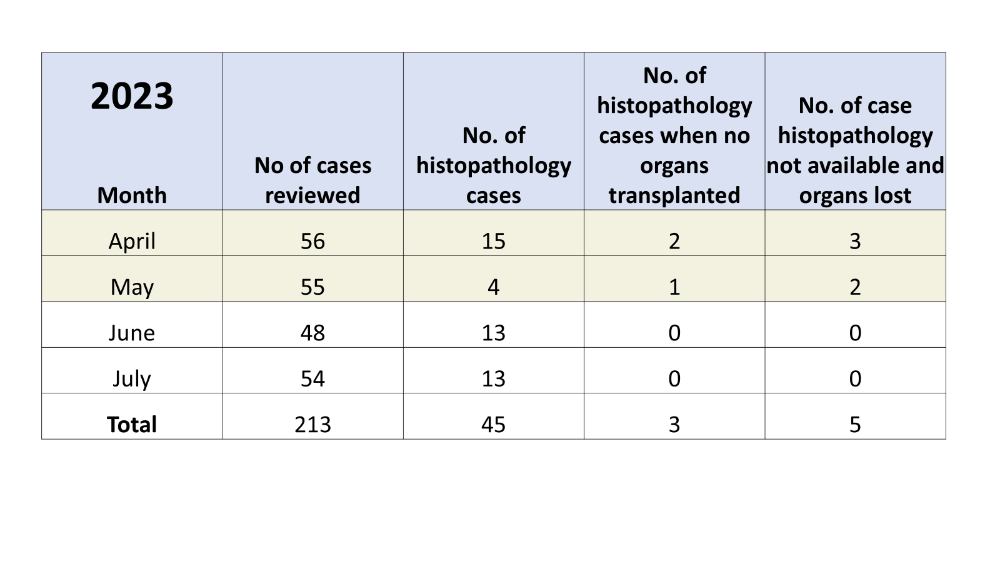 2023
Month
No of cases
reviewed
No. of
histopathology
cases
No. of
histopathology
cases when no
organs
transplanted
No. of case
histopathology
not available and
organs lost
April 56 15 2 3
May 55 4 1 2
June 48 13 0 0
July 54 13 0 0
Total 213 45 3 5